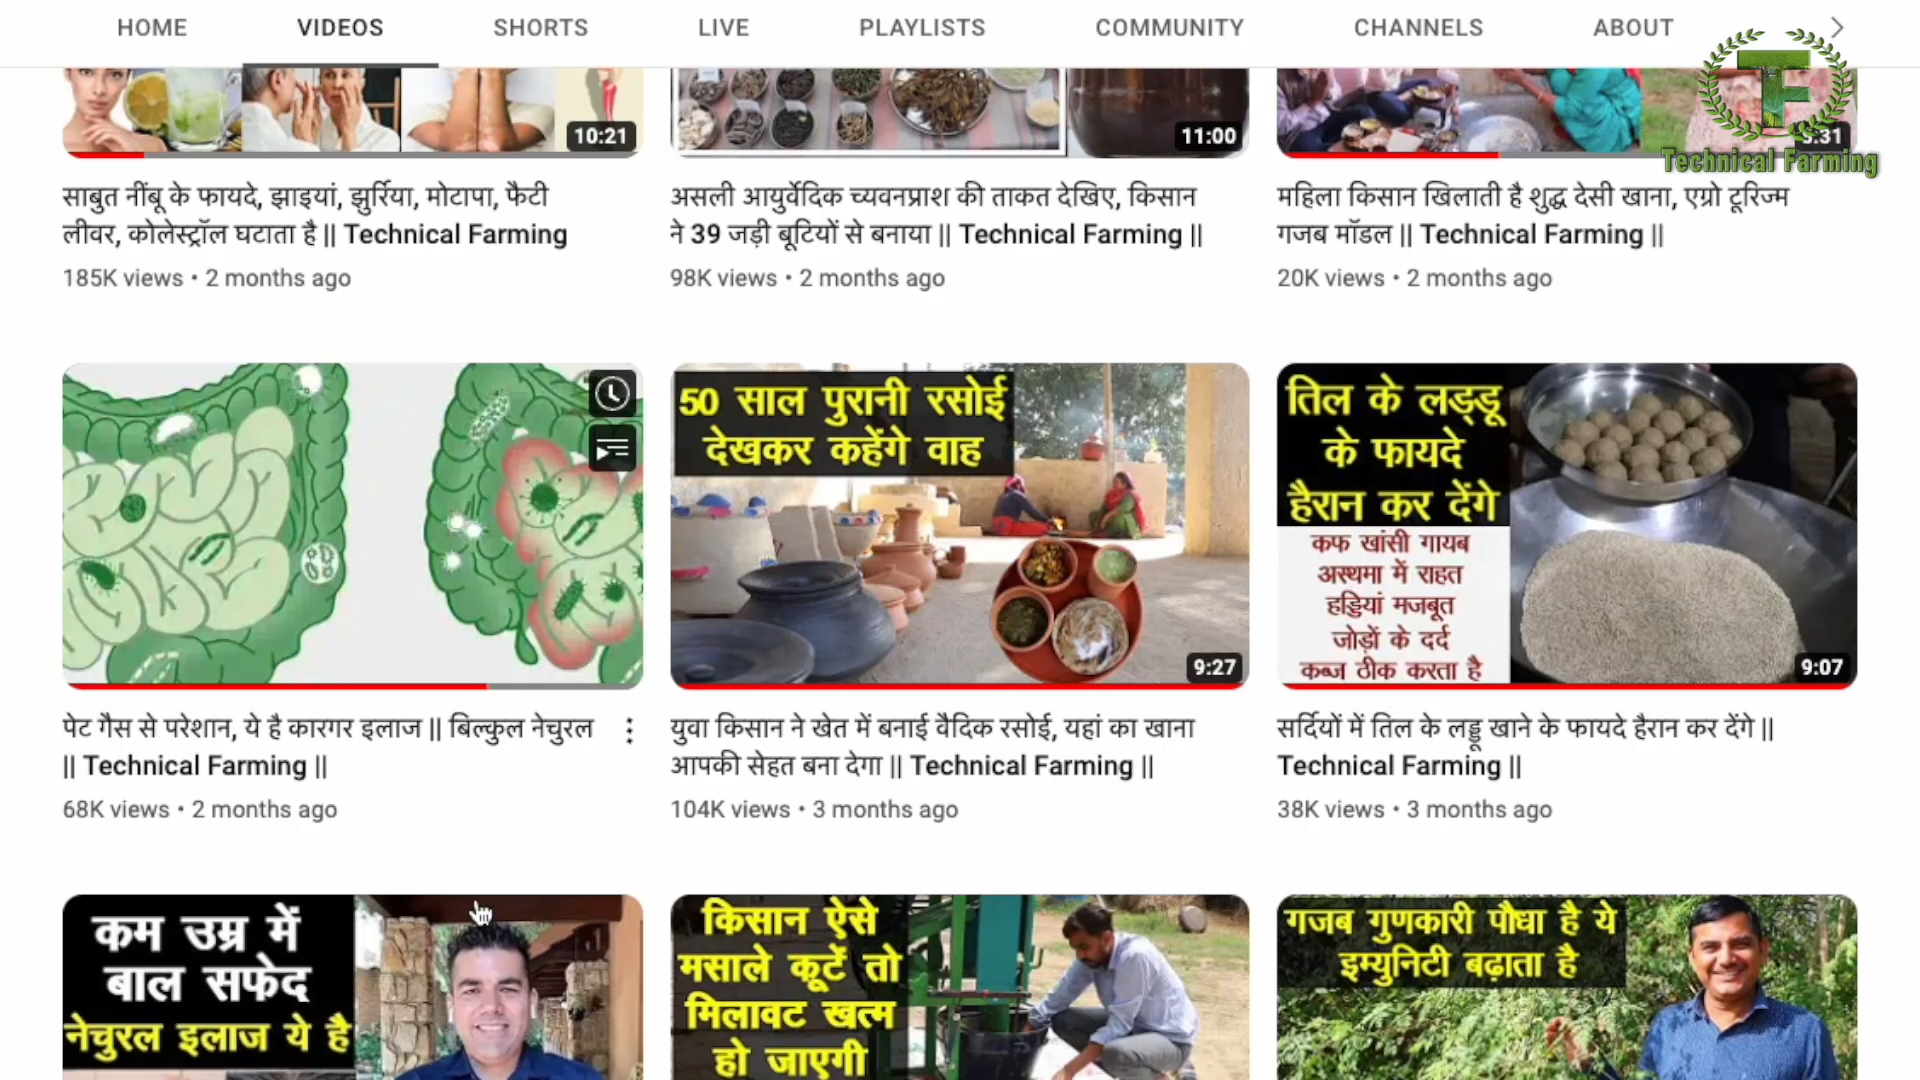 HOME VIDEOS SHORTS LIVE PLAYLISTS COMMUNITY CHANNELS ABOUT
TF
Technical Farming
10:21
11:00
:31
साबुत नींबू के फायदे, झाइयां, झुर्रिया, मोटापा, फैटी
लीवर, कोलेस्ट्रॉल घटाता है || Technical Farming
185K views • 2 months ago
असली आयुर्वेदिक च्यवनप्राश की ताकत देखिए, किसान
ने 39 जड़ी बूटियों से बनाया || Technical Farming ||
98K views • 2 months ago
महिला किसान खिलाती है शुद्ध देसी खाना, एग्रो टूरिज्म
गजब मॉडल || Technical Farming ||
20K views • 2 months ago
50 साल पुरानी रसोई
देखकर कहेंगे वाह
9:27
तिल के लड्डू
के फायदे
हैरान कर देंगे
कफ खांसी गायब
अस्थमा में राहत
हड्डियां मजबूत
जोड़ों के दर्द
कब्ज ठीक करता है
9:07
पेट गैस से परेशान, ये है कारगर इलाज || बिल्कुल नेचुरल
|| Technical Farming ||
68K views • 2 months ago
युवा किसान ने खेत में बनाई वैदिक रसोई, यहां का खाना
आपकी सेहत बना देगा || Technical Farming ||
104K views • 3 months ago
सर्दियों में तिल के लड्डू खाने के फायदे हैरान कर देंगे ||
Technical Farming ||
38K views • 3 months ago
कम उम्र में
बाल सफेद
नेचुरल इलाज ये है
किसान ऐसे
मसाले कूटें तो
मिलावट खत्म
हो जाएगी
गजब गुणकारी पौधा है ये
इम्युनिटी बढ़ाता है